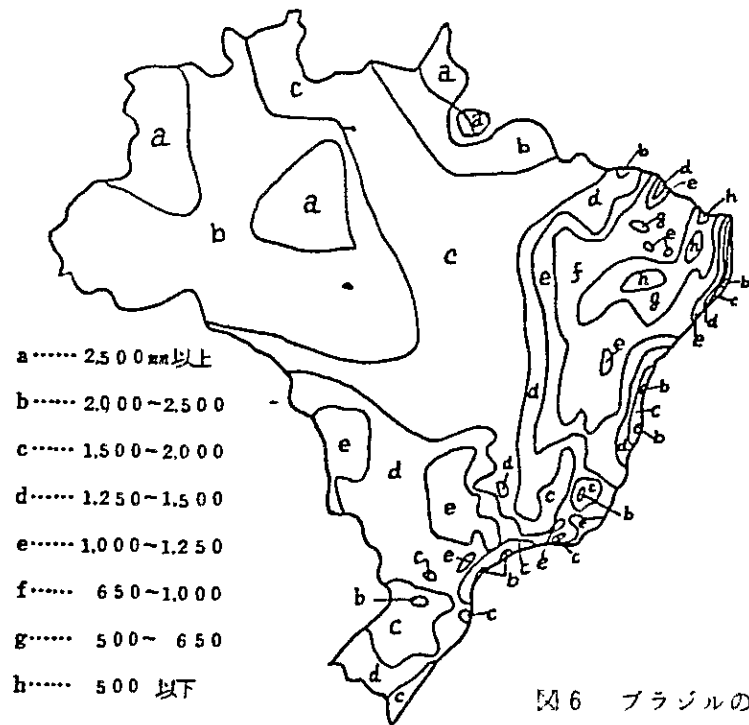 a
a
c
a
b
a
b
c
b
d
d
e
h
g
e
b
e
f
h
h
g
b
c
d
e
e
d
b
c
b
d
e
d
e
d
c
c
b
c
e
b
c
e
c
b
c
c
d
c
a…… 2,500mm以上
b…… 2,000~2,500
c…… 1,500~2,000
d…… 1,250~1,500
e…… 1,000~1,250
f…… 650~1,000
g…… 500~ 650
h…… 500 以下
図6 ブラジルの